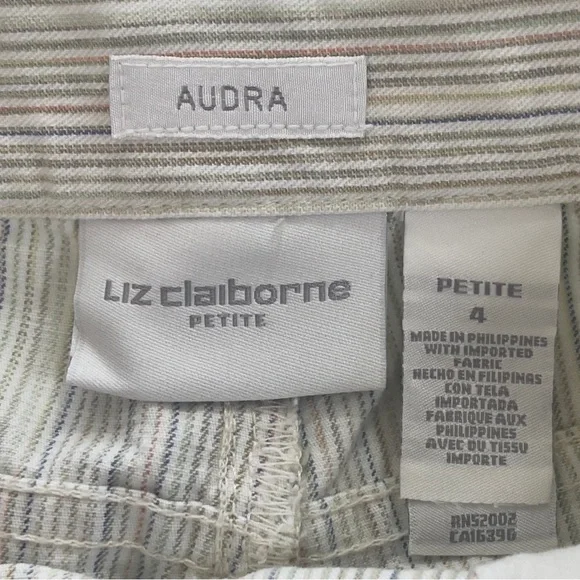 AUDRA
Liz claiborne
PETITE
PETITE
4
MADE IN PHILIPPINES
WITH IMPORTED
FABRIC
HECHO EN FILIPINAS
CON TELA
IMPORTADA
FABRIQUE AUX
PHILIPPINES
AVEC DU TISSU
IMPORTE
RN52002
CA16396